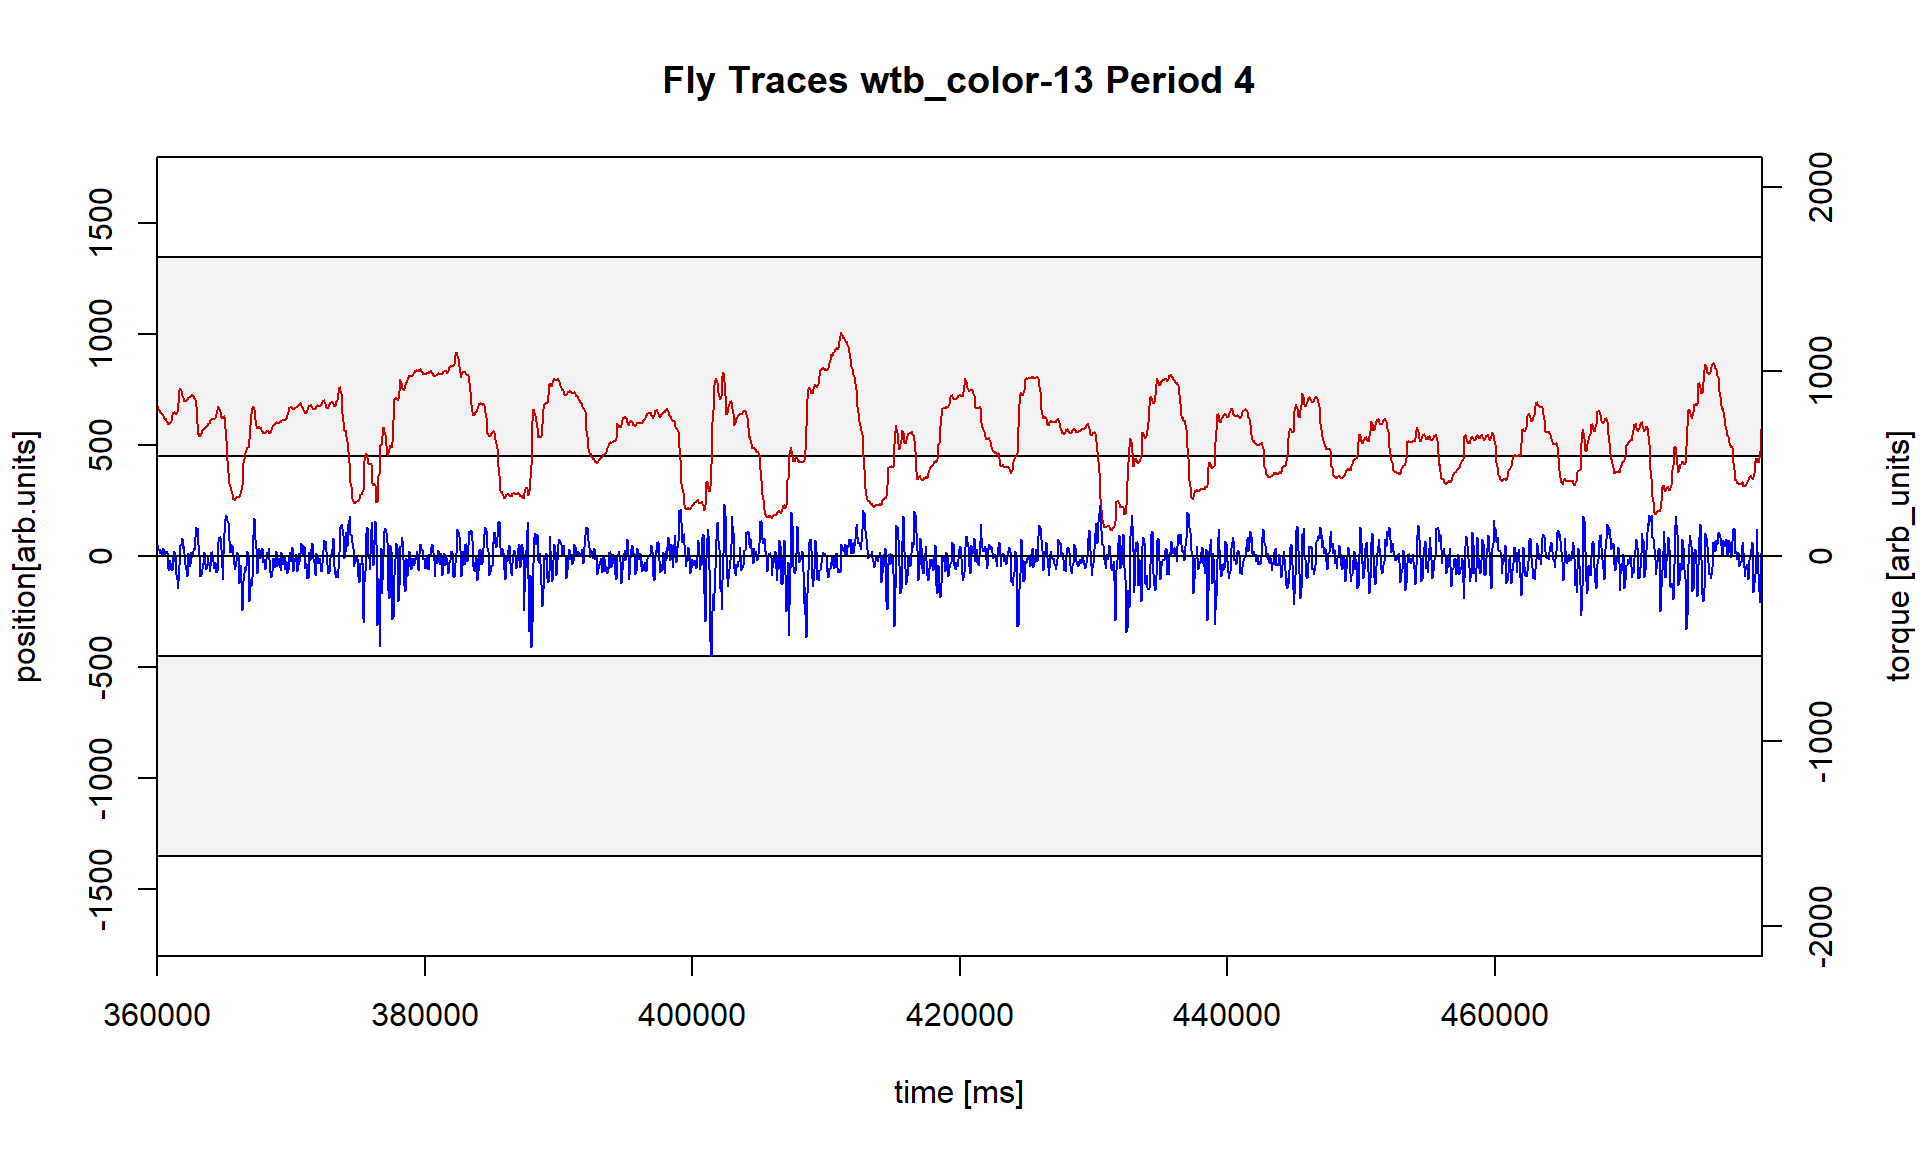 Fly Traces wtb_color-13 Period 4
position[arb.units]
1500
1000
500
0
-500
-1000
-1500
2000
1000
0
-1000
-2000
torque [arb_units]
360000 380000 400000 420000 440000 460000
time [ms]